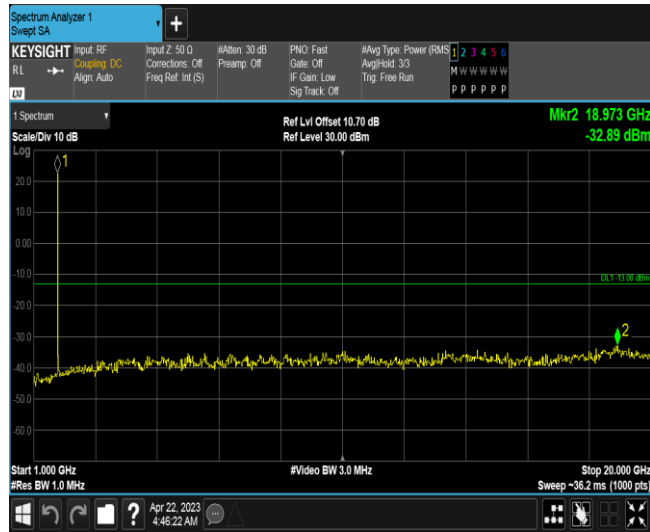 Spectrum Analyzer 1
Swept SA
+
KEYSIGHT
RL
LXI
Input: RF
Coupling: DC
Align: Auto
Input Z: 50 Ω
Corrections: Off
Freq Ref: Int (S)
#Atten: 30 dB
Preamp: Off
PNO: Fast
Gate: Off
IF Gain: Low
Sig Track: Off
#Avg Type: Power (RMS
Avg|Hold: 3/3
Trig: Free Run
1 2 3 4 5 6
M W W W W W
P P P P P P
1 Spectrum
Scale/Div 10 dB
Log
Ref Lvl Offset 10.70 dB
Ref Level 30.00 dBm
Mkr2 18.973 GHz
-32.89 dBm
1
20.0
10.0
0.00
-10.0
DL1 -13.00 dBm
-20.0
2
-30.0
-40.0
-50.0
-60.0
Start 1.000 GHz
#Res BW 1.0 MHz
#Video BW 3.0 MHz
Stop 20.000 GHz
Sweep ~36.2 ms (1000 pts)
?
Apr 22, 2023
4:46:22 AM